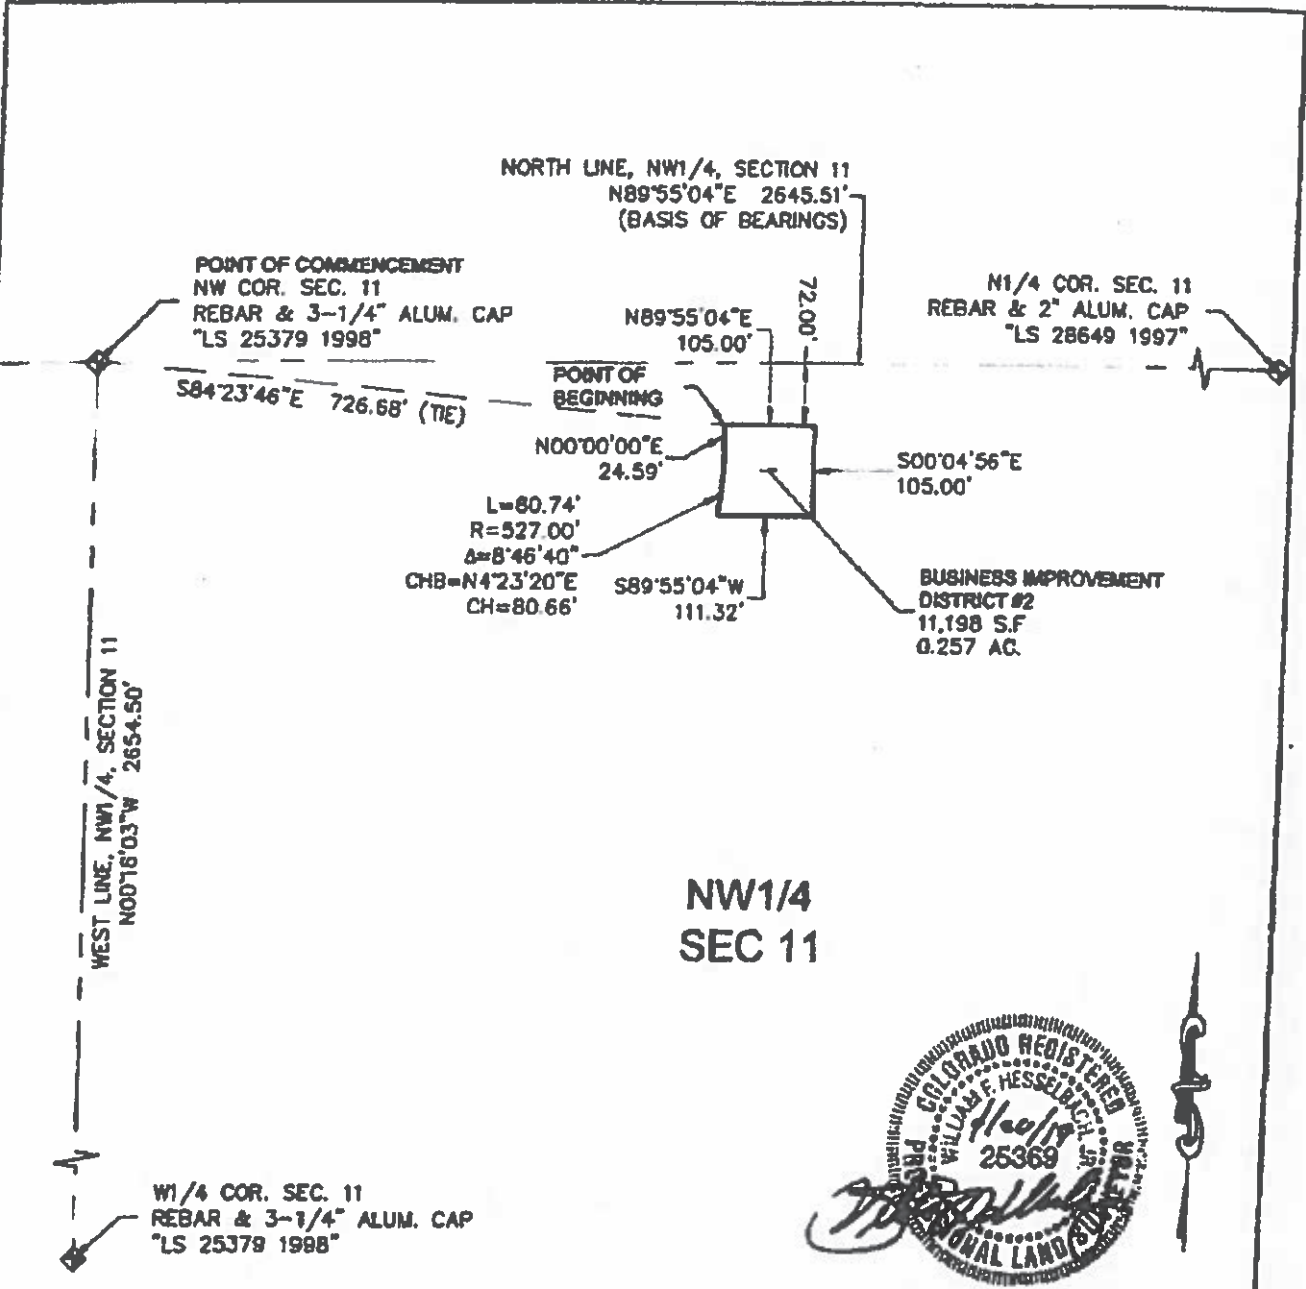 NORTH LINE, NW1/4, SECTION 11
N89°55'04"E 2645.51'
(BASIS OF BEARINGS)
POINT OF COMMENCEMENT
NW COR. SEC. 11
REBAR & 3-1/4" ALUM. CAP
"LS 25379 1998"
N1/4 COR. SEC. 11
REBAR & 2" ALUM. CAP
"LS 28649 1997"
72.00'
N89°55'04"E
105.00'
S84°23'46"E 726.68' (TIE)
POINT OF
BEGINNING
N00°00'00"E
24.59'
S00°04'56"E
105.00'
L=80.74'
R=527.00'
Δ=8°46'40"
CHB=N4°23'20"E
CH=80.66'
S89°55'04"W
111.32'
BUSINESS IMPROVEMENT
DISTRICT #2
11,198 S.F
0.257 AC.
WEST LINE, NW1/4, SECTION 11
N00°16'03"W 2654.50'
NW1/4
SEC 11
COLORADO REGISTERED
WILLIAM F. HESSELBACH, JR.
25369
LAND
W1/4 COR. SEC. 11
REBAR & 3-1/4" ALUM. CAP
"LS 25379 1998"